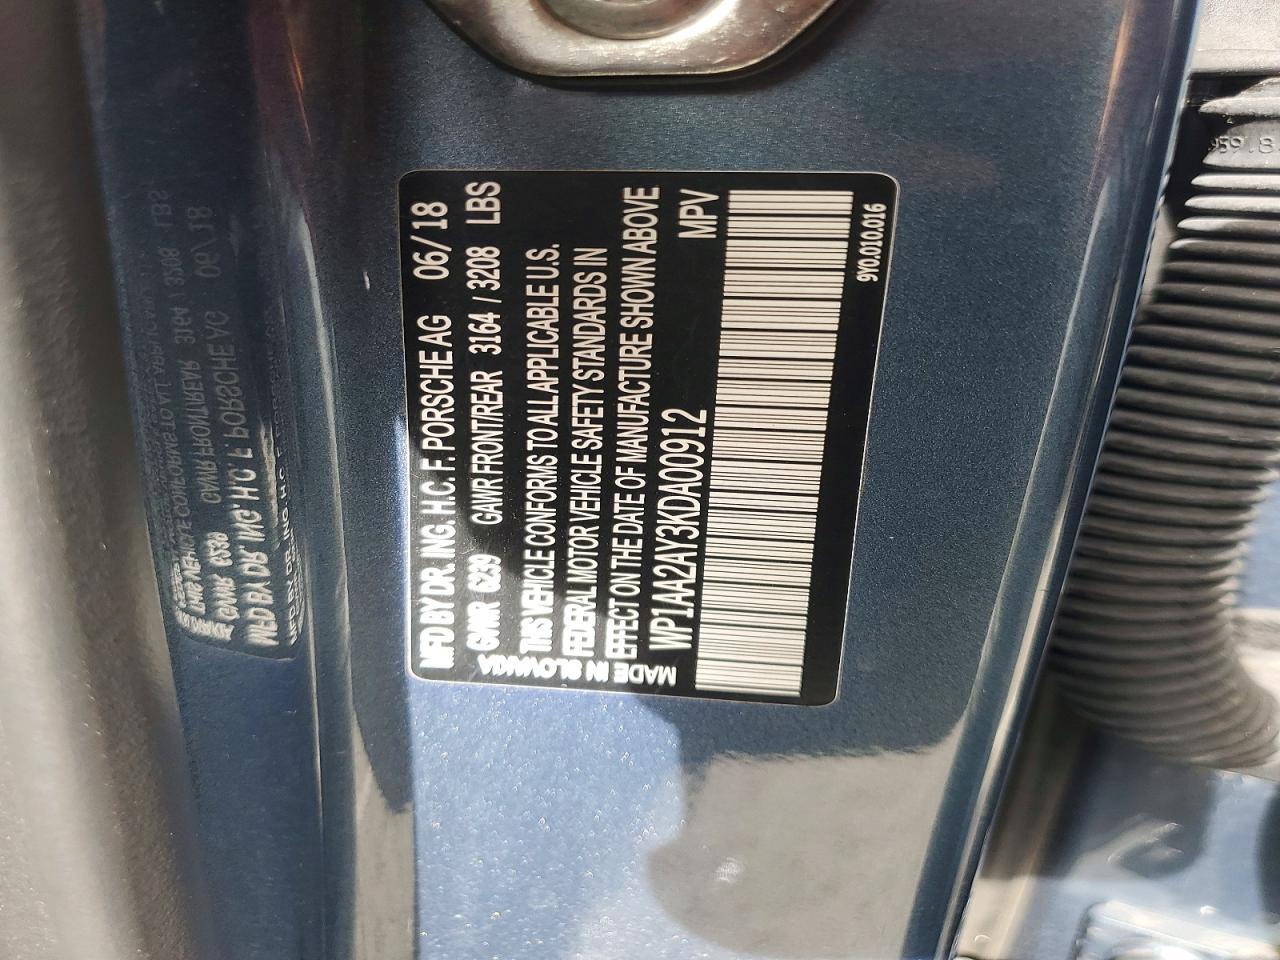 MFD BY DR. ING. H.C. F. PORSCHE AG 06/18
GVWR 6239 GAWR FRONT/REAR 3164 / 3208 LBS
THIS VEHICLE CONFORMS TO ALL APPLICABLE U.S.
FEDERAL MOTOR VEHICLE SAFETY STANDARDS IN
EFFECT ON THE DATE OF MANUFACTURE SHOWN ABOVE
WP1AA2AY3KDA00912 MPV
MADE IN SLOVAKIA
9Y0.010.016